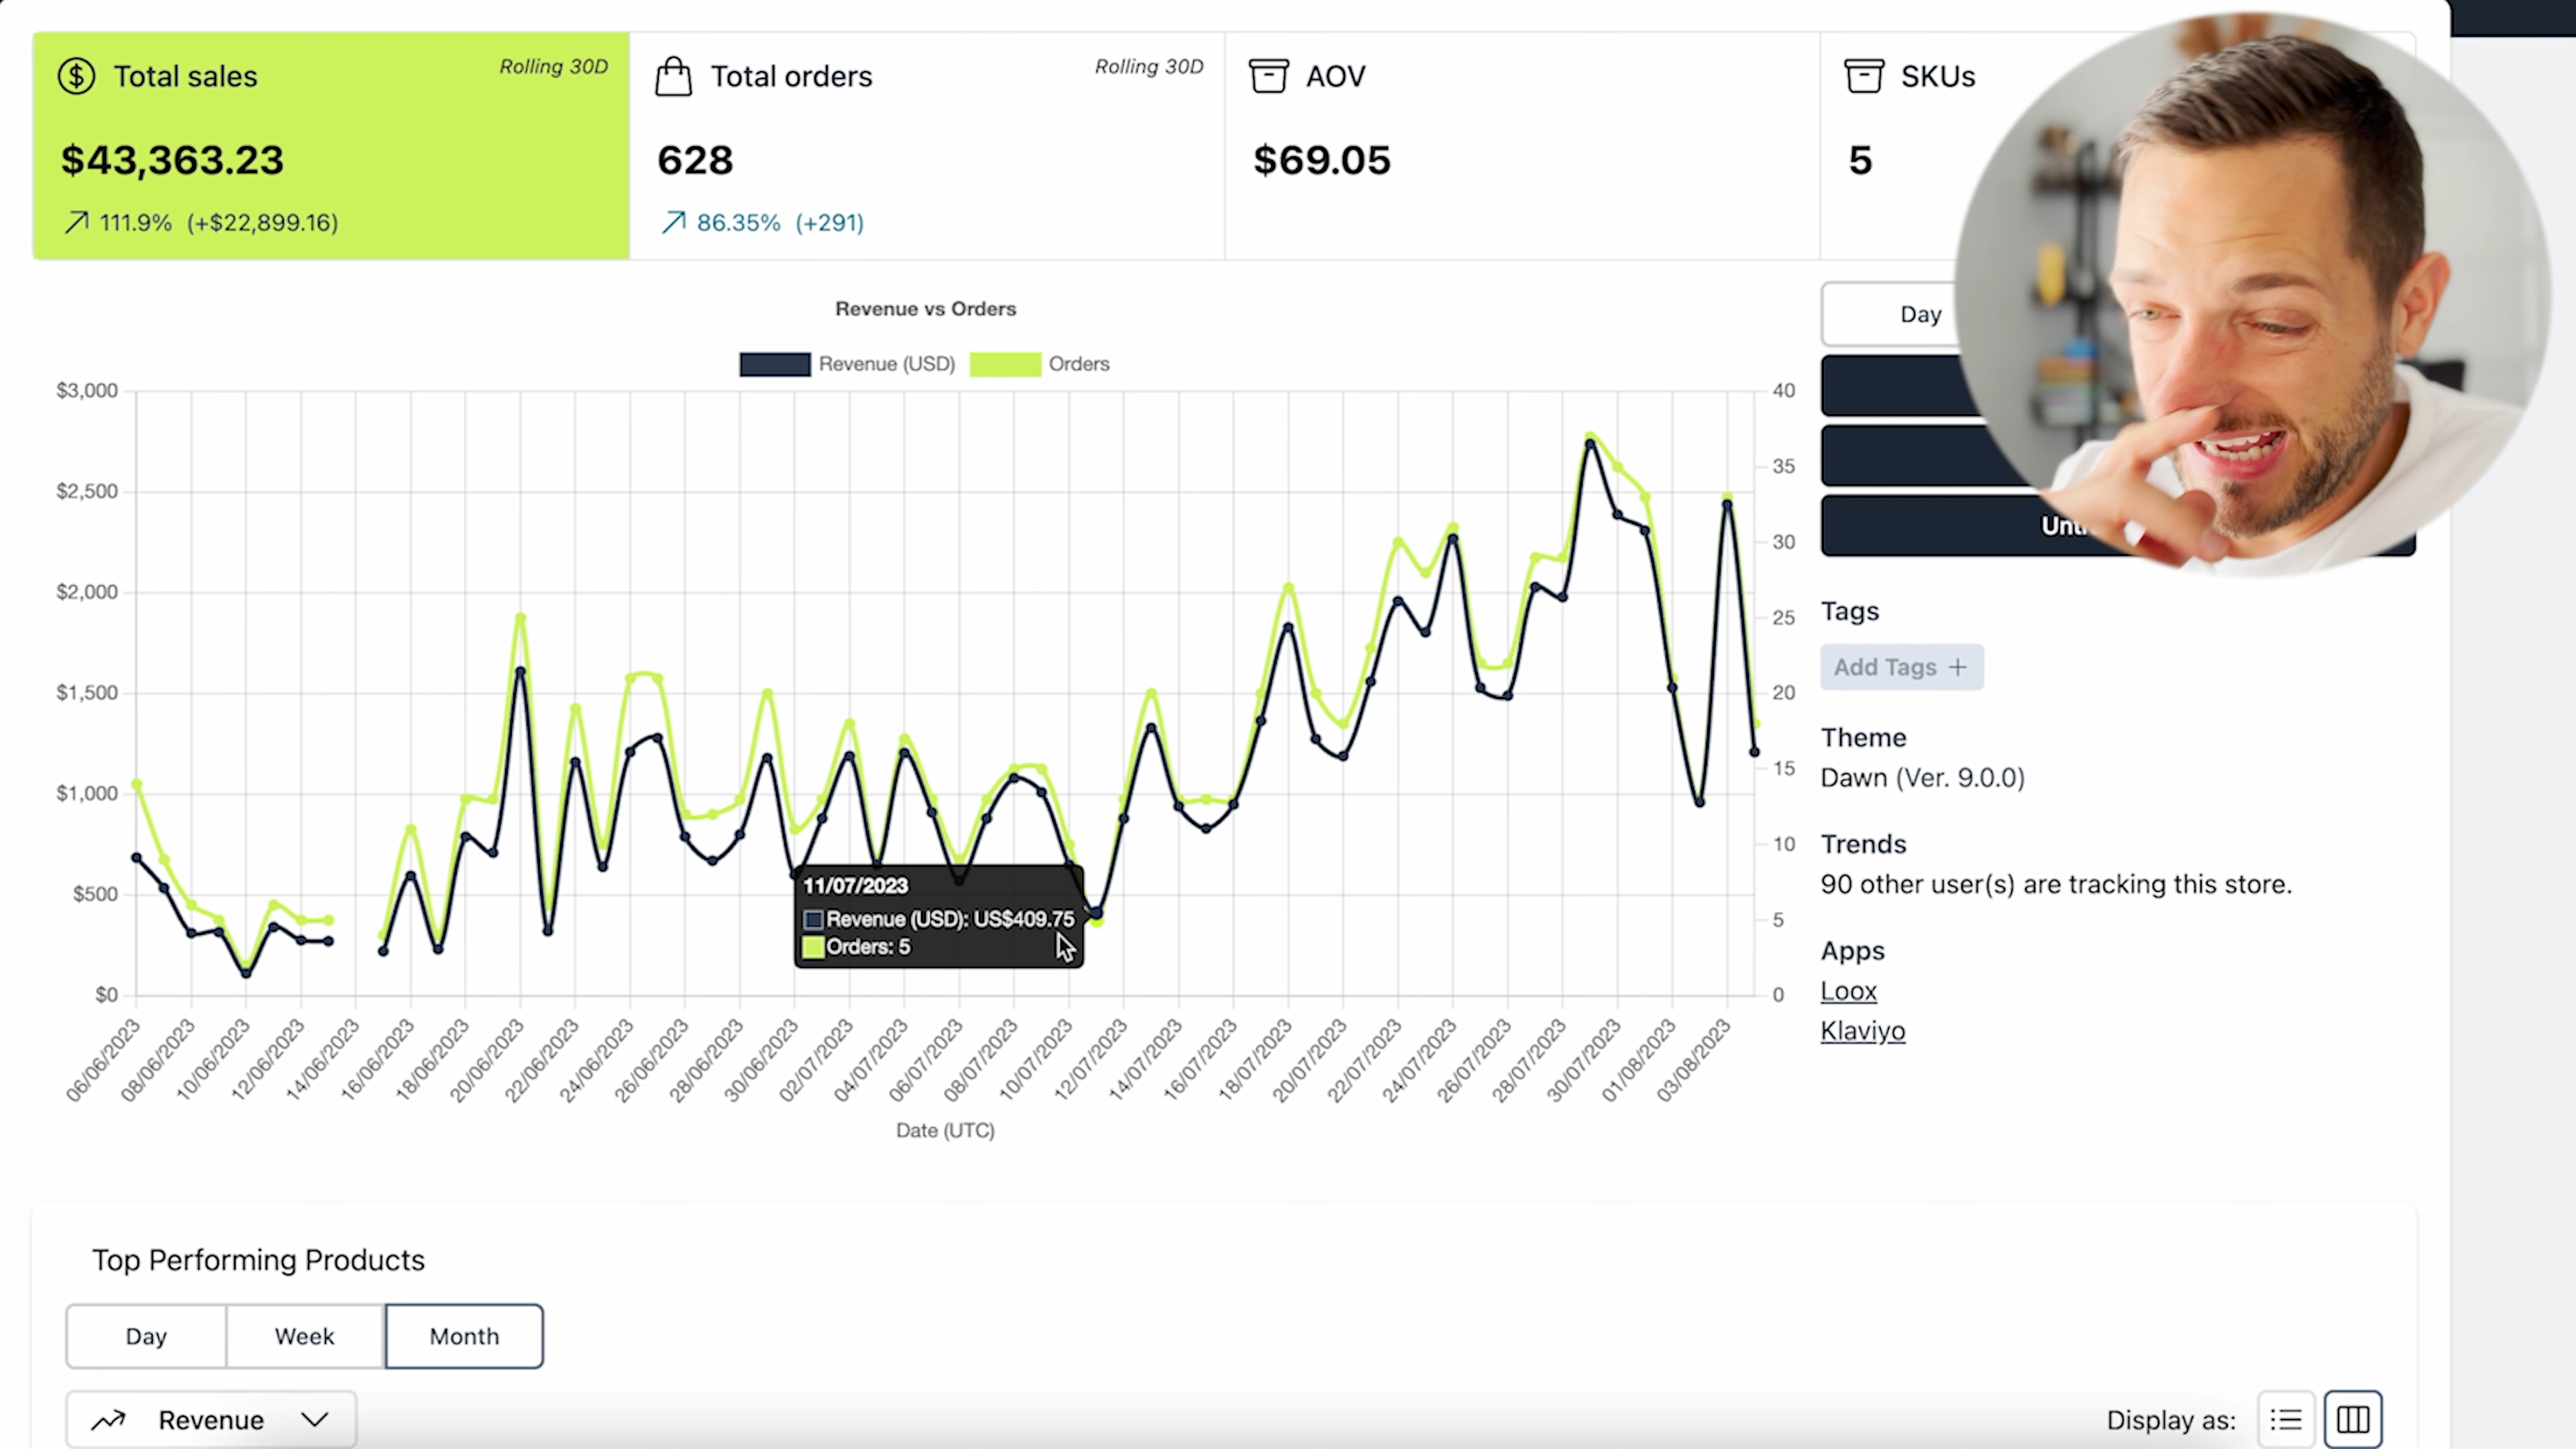 Total sales
Rolling 30D
$43,363.23
111.9% (+$22,899.16)
Total orders
Rolling 30D
628
86.35% (+291)
AOV
$69.05
SKUs
5
Revenue vs Orders
Revenue (USD)
Orders
$3,000
$2,500
$2,000
$1,500
$1,000
$500
$0
40
35
30
25
20
15
10
5
0
11/07/2023
Revenue (USD): US$409.75
Orders: 5
06/06/2023
08/06/2023
10/06/2023
12/06/2023
14/06/2023
16/06/2023
18/06/2023
20/06/2023
22/06/2023
24/06/2023
26/06/2023
28/06/2023
30/06/2023
02/07/2023
04/07/2023
06/07/2023
08/07/2023
10/07/2023
12/07/2023
14/07/2023
16/07/2023
18/07/2023
20/07/2023
22/07/2023
24/07/2023
26/07/2023
28/07/2023
30/07/2023
01/08/2023
03/08/2023
Date (UTC)
Day
Tags
Add Tags +
Theme
Dawn (Ver. 9.0.0)
Trends
90 other user(s) are tracking this store.
Apps
Loox
Klaviyo
Top Performing Products
Day
Week
Month
Revenue
Display as: